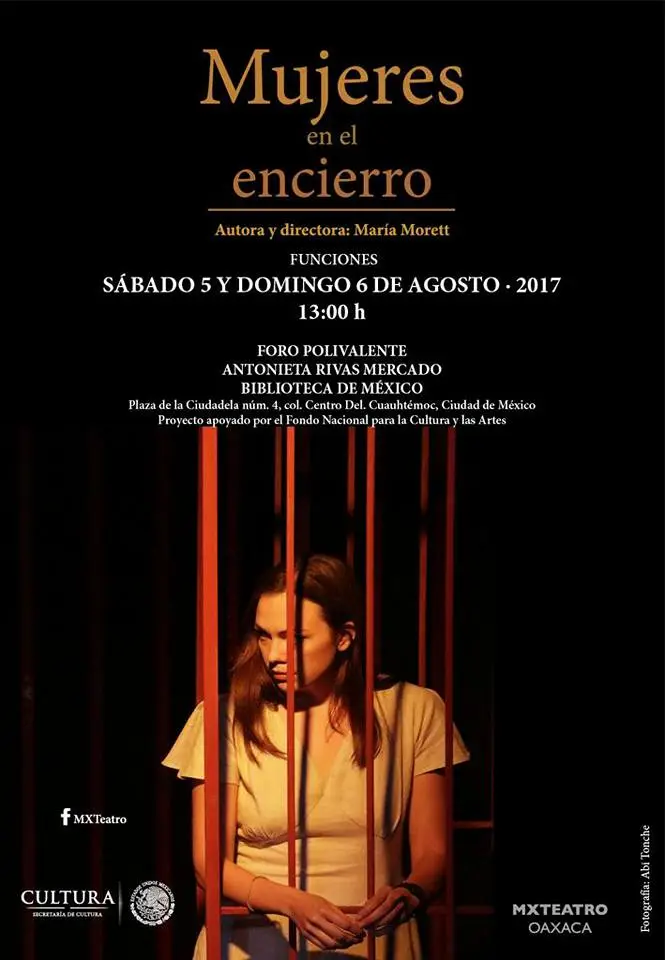 Mujeres
en el
encierro
Autora y directora: María Morett
FUNCIONES
SÁBADO 5 Y DOMINGO 6 DE AGOSTO · 2017
13:00 h
FORO POLIVALENTE
ANTONIETA RIVAS MERCADO
BIBLIOTECA DE MÉXICO
Plaza de la Ciudadela núm. 4, col. Centro Del. Cuauhtémoc, Ciudad de México
Proyecto apoyado por el Fondo Nacional para la Cultura y las Artes
f MXTeatro
CULTURA
SECRETARÍA DE CULTURA
ESTADOS UNIDOS MEXICANOS
MXTEATRO
OAXACA
Fotografía: Abi Tonche